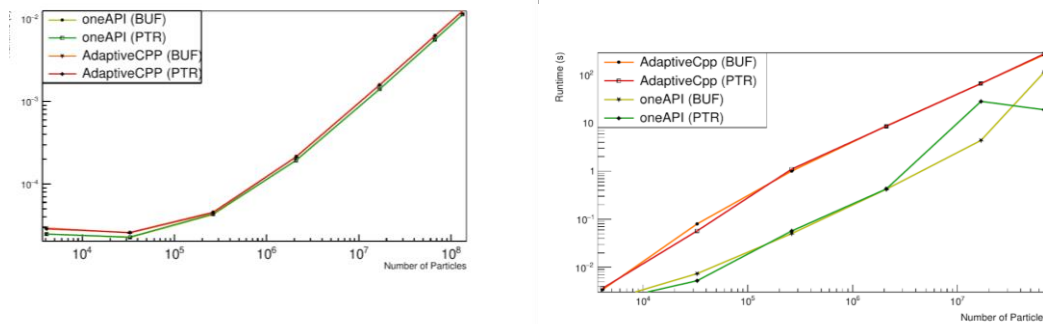 10⁻²
10⁻³
10⁻⁴
oneAPI (BUF)
oneAPI (PTR)
AdaptiveCPP (BUF)
AdaptiveCPP (PTR)
10⁴ 10⁵ 10⁶ 10⁷ 10⁸
Number of Particles
Runtime (s)
10²
10
1
10⁻¹
10⁻²
AdaptiveCpp (BUF)
AdaptiveCpp (PTR)
oneAPI (BUF)
oneAPI (PTR)
10⁴ 10⁵ 10⁶ 10⁷
Number of Particle